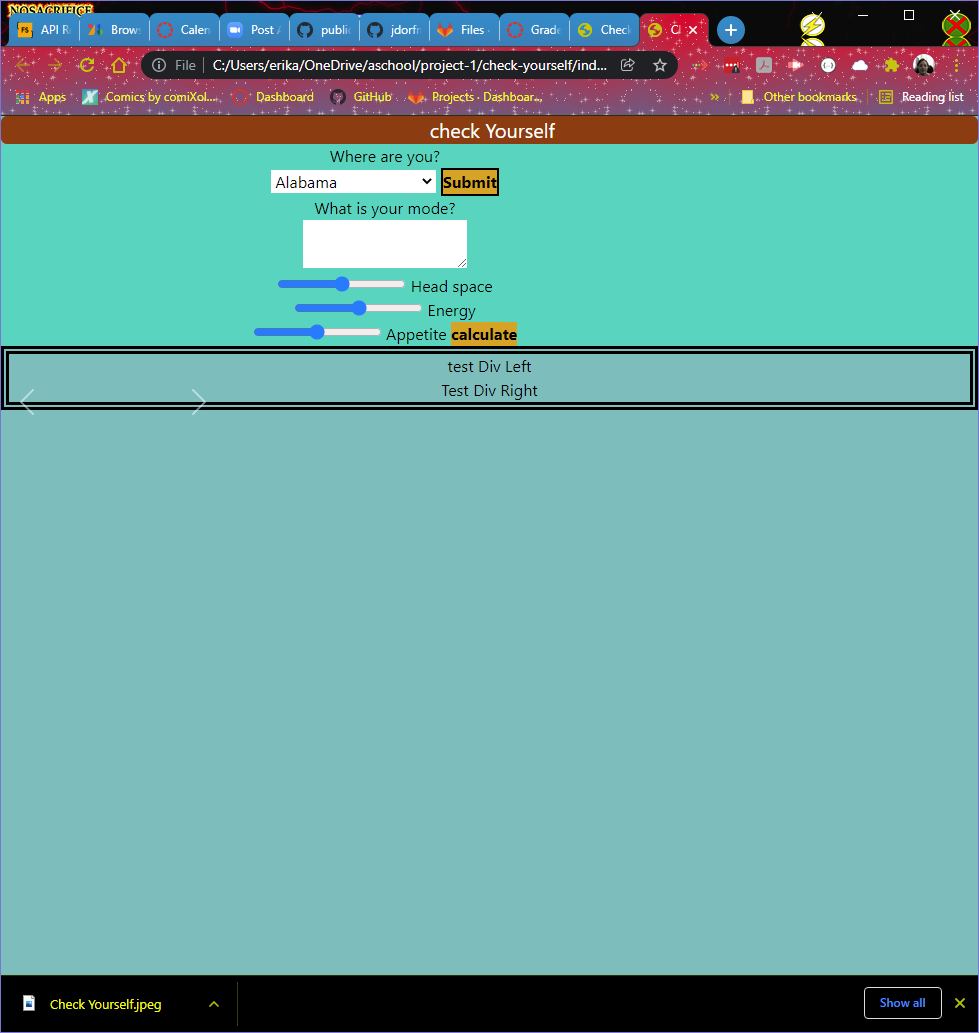 NOSACRIFICE
API R Brows Calen Post A public jdorfn Files Grade Check C
File C:/Users/erika/OneDrive/aschool/project-1/check-yourself/ind...
Apps Comics by comiXol... Dashboard GitHub Projects · Dashboar... » Other bookmarks Reading list
check Yourself
Where are you?
Alabama Submit
What is your mode?
Head space
Energy
Appetite calculate
test Div Left
Test Div Right
Check Yourself.jpeg Show all